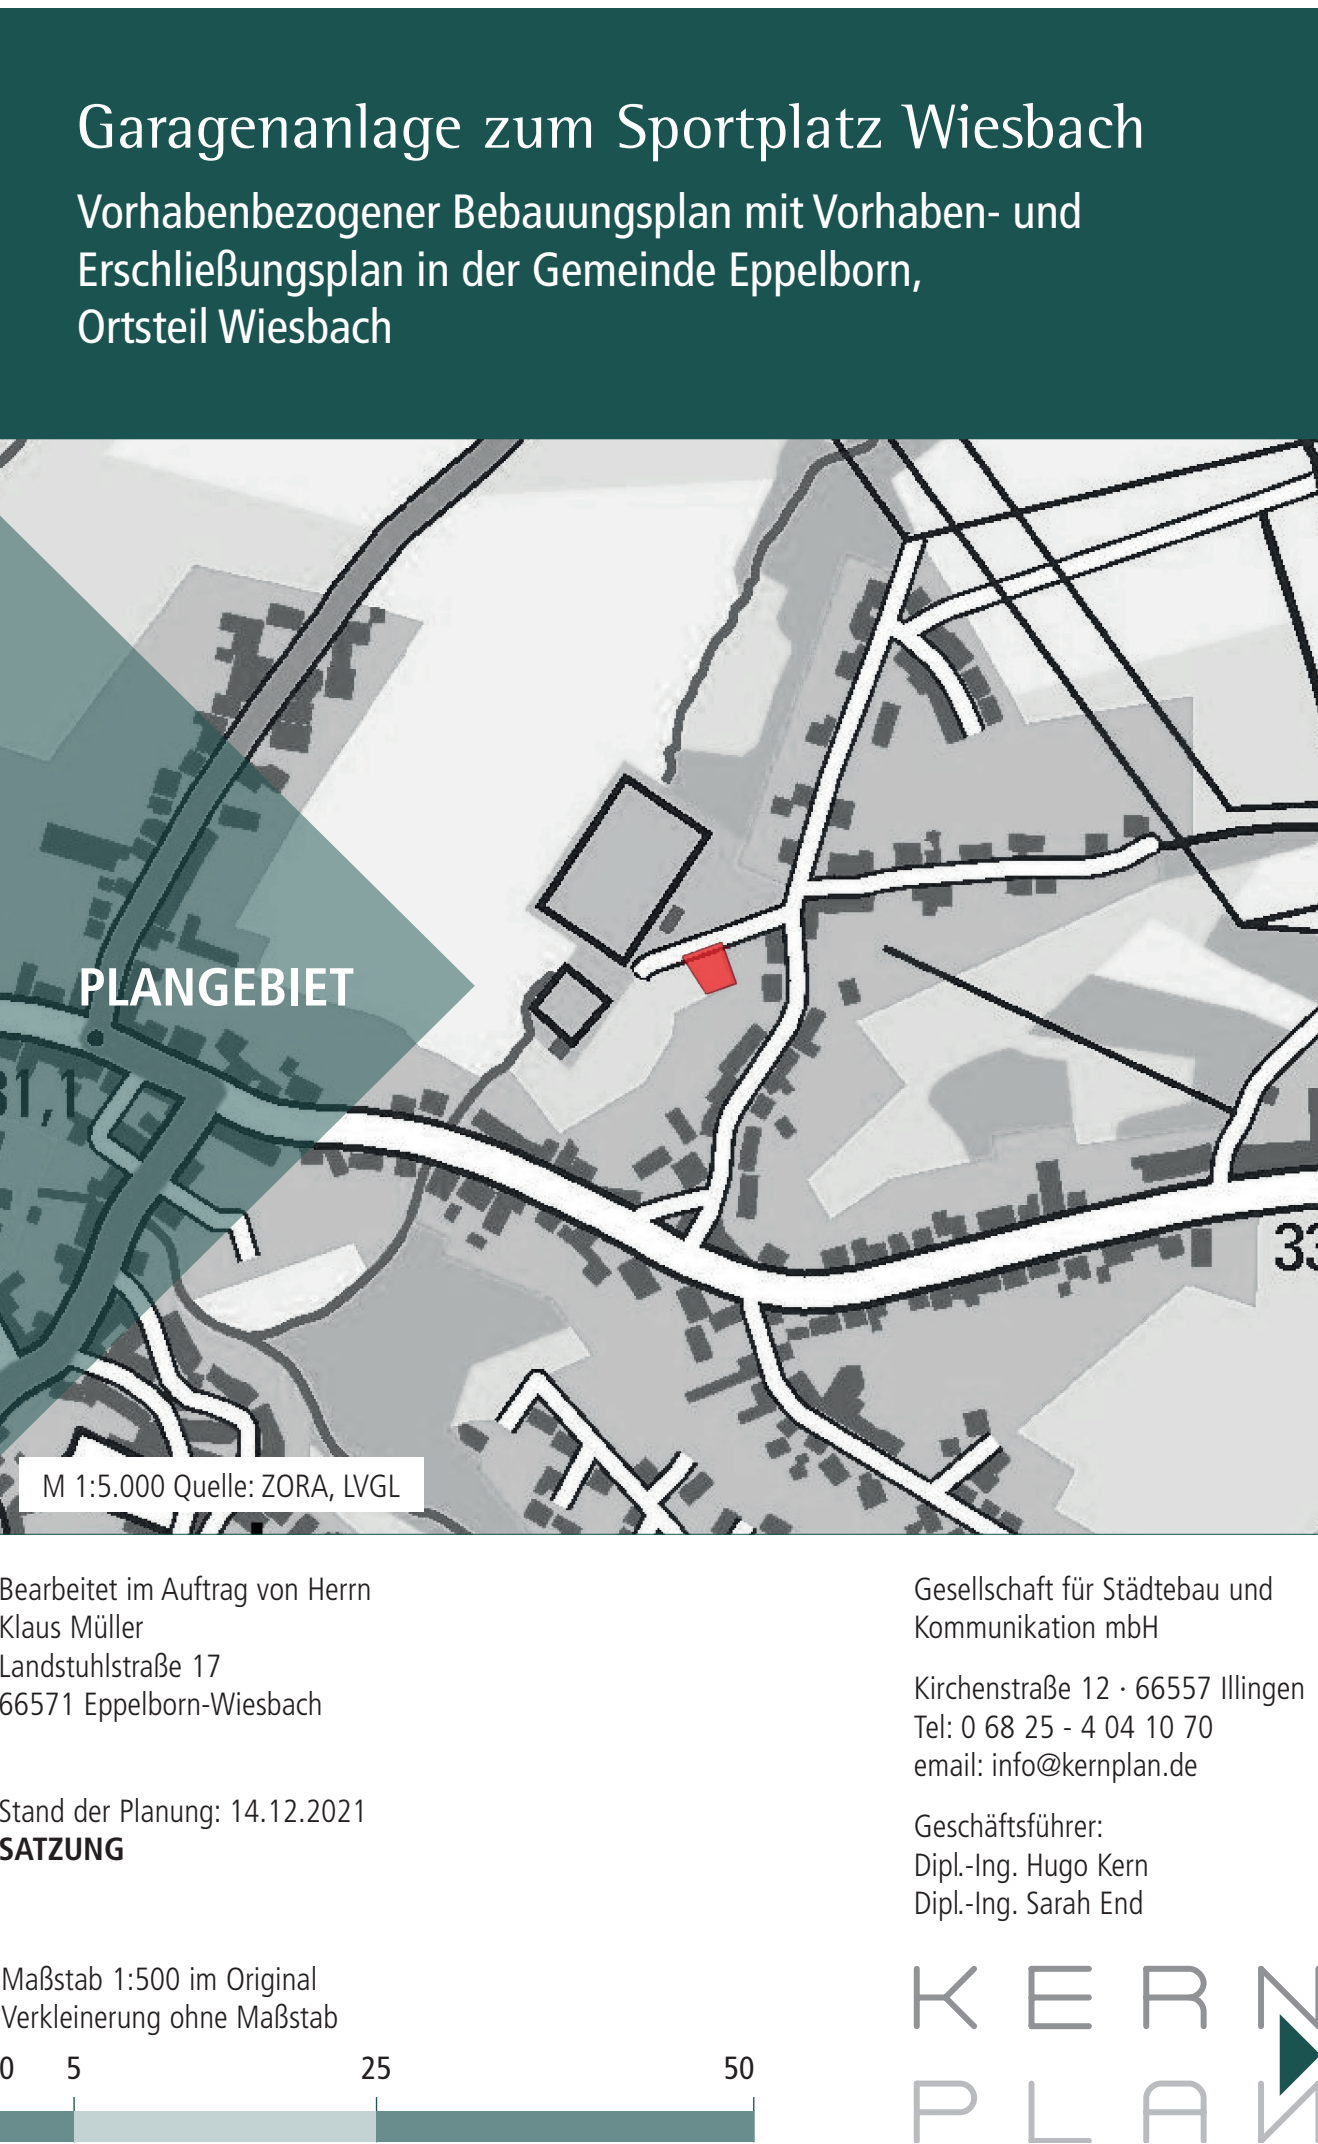 Garagenanlage zum Sportplatz Wiesbach
Vorhabenbezogener Bebauungsplan mit Vorhaben- und
Erschließungsplan in der Gemeinde Eppelborn,
Ortsteil Wiesbach
PLANGEBIET
31,1
33
M 1:5.000 Quelle: ZORA, LVGL
Bearbeitet im Auftrag von Herrn
Klaus Müller
Landstuhlstraße 17
66571 Eppelborn-Wiesbach
Stand der Planung: 14.12.2021
SATZUNG
Maßstab 1:500 im Original
Verkleinerung ohne Maßstab
0 5 25 50
Gesellschaft für Städtebau und
Kommunikation mbH
Kirchenstraße 12 · 66557 Illingen
Tel: 0 68 25 - 4 04 10 70
email: info@kernplan.de
Geschäftsführer:
Dipl.-Ing. Hugo Kern
Dipl.-Ing. Sarah End
KERN
PLAN